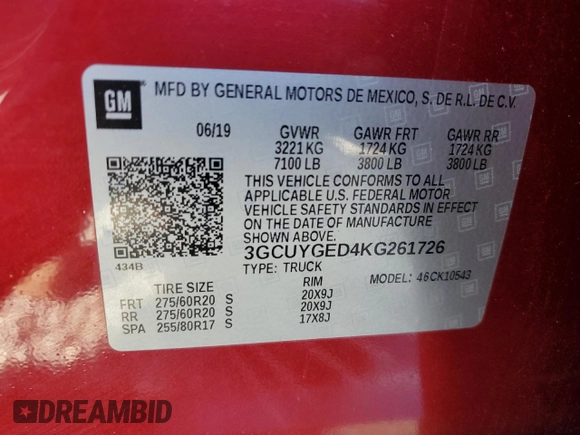 GM
MFD BY GENERAL MOTORS DE MEXICO, S. DE R.L. DE C.V.
06/19 GVWR GAWR FRT GAWR RR
3221 KG 1724 KG 1724 KG
7100 LB 3800 LB 3800 LB
THIS VEHICLE CONFORMS TO ALL
APPLICABLE U.S. FEDERAL MOTOR
VEHICLE SAFETY STANDARDS IN EFFECT
ON THE DATE OF MANUFACTURE
SHOWN ABOVE.
3GCUYGED4KG261726
434B TYPE: TRUCK MODEL: 46CK10543
TIRE SIZE RIM
FRT 275/60R20 S 20X9J
RR 275/60R20 S 20X9J
SPA 255/80R17 S 17X8J
DREAMBID